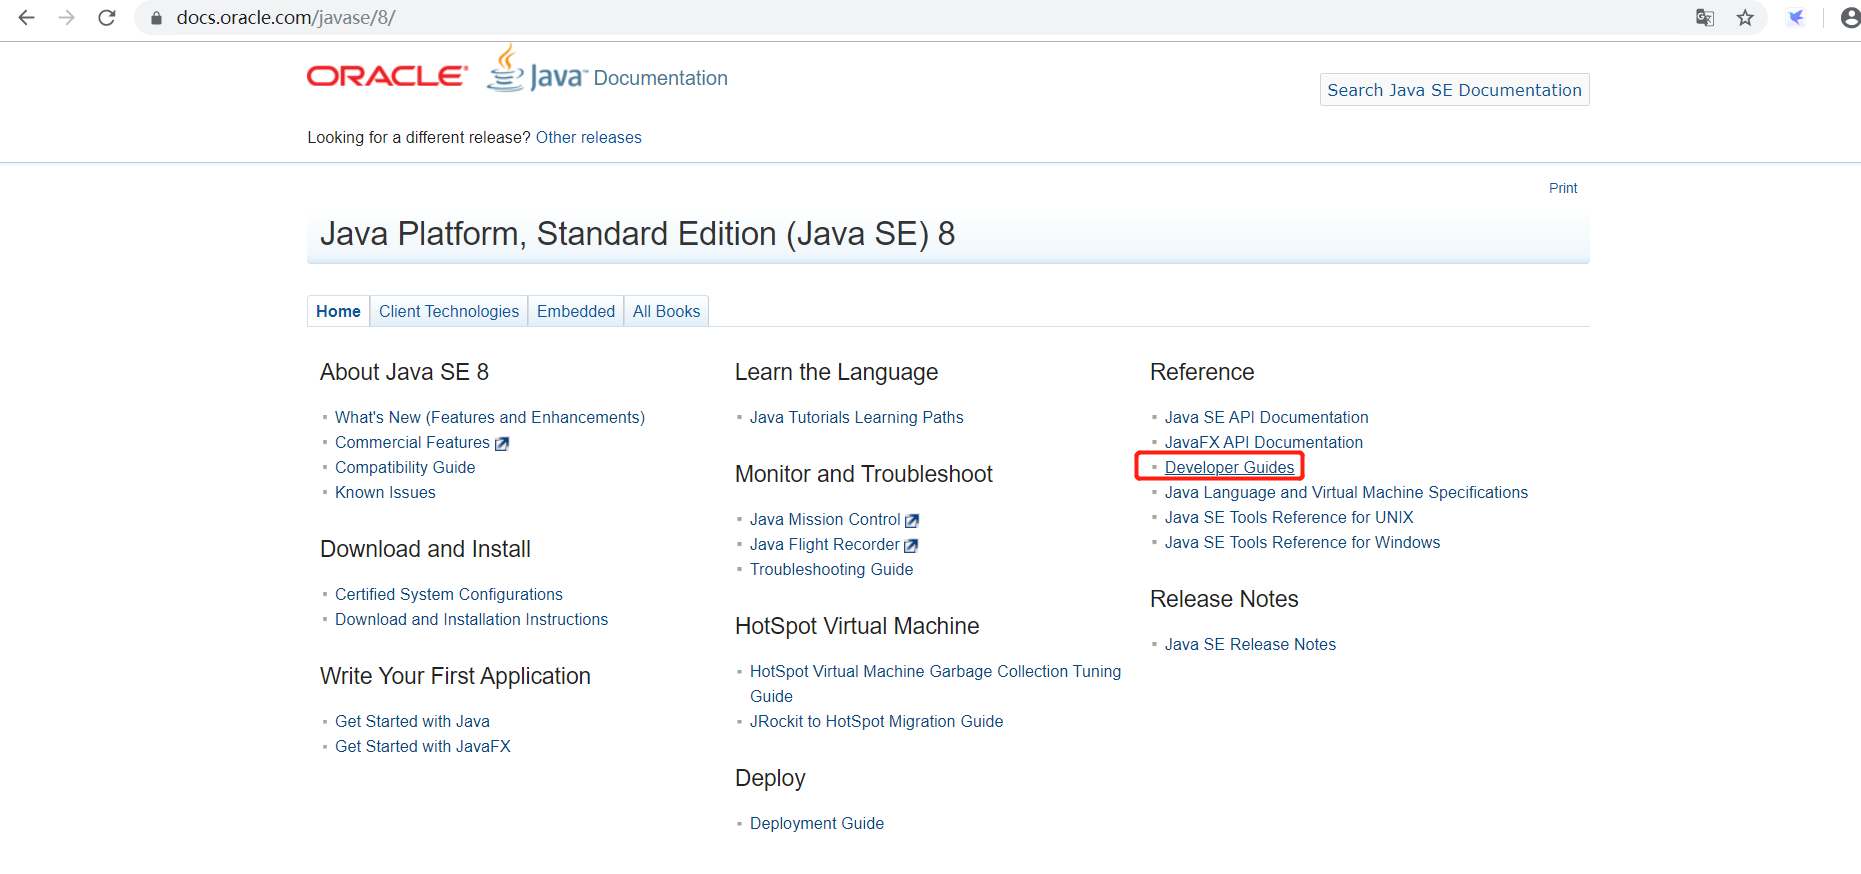 docs.oracle.com/javase/8/
ORACLE Java Documentation
Search Java SE Documentation
Looking for a different release? Other releases
Print
Java Platform, Standard Edition (Java SE) 8
Home Client Technologies Embedded All Books
About Java SE 8
What's New (Features and Enhancements)
Commercial Features
Compatibility Guide
Known Issues
Download and Install
Certified System Configurations
Download and Installation Instructions
Write Your First Application
Get Started with Java
Get Started with JavaFX
Learn the Language
Java Tutorials Learning Paths
Monitor and Troubleshoot
Java Mission Control
Java Flight Recorder
Troubleshooting Guide
HotSpot Virtual Machine
HotSpot Virtual Machine Garbage Collection Tuning
Guide
JRockit to HotSpot Migration Guide
Deploy
Deployment Guide
Reference
Java SE API Documentation
JavaFX API Documentation
Developer Guides
Java Language and Virtual Machine Specifications
Java SE Tools Reference for UNIX
Java SE Tools Reference for Windows
Release Notes
Java SE Release Notes